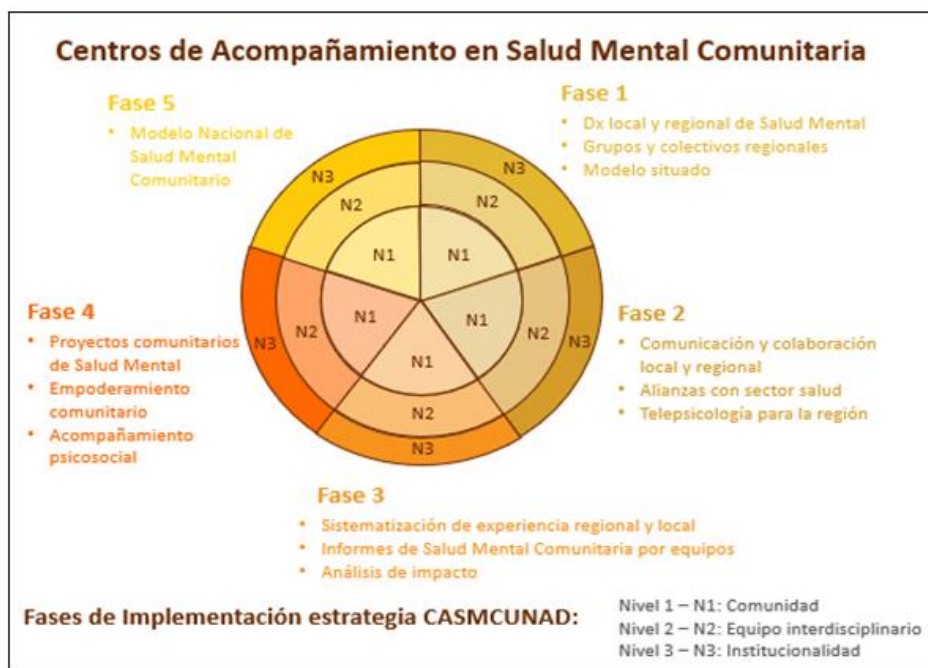 Centros de Acompañamiento en Salud Mental Comunitaria
Fase 5
• Modelo Nacional de
Salud Mental
Comunitario
Fase 1
• Dx local y regional de Salud Mental
• Grupos y colectivos regionales
• Modelo situado
N3
N3
N2
N2
N1
N1
Fase 4
• Proyectos comunitarios
de Salud Mental
• Empoderamiento
comunitario
• Acompañamiento
psicosocial
N3
N2
N1
N1
N2
N3
Fase 2
• Comunicación y colaboración
local y regional
• Alianzas con sector salud
• Telepsicología para la región
N1
N2
N3
Fase 3
• Sistematización de experiencia regional y local
• Informes de Salud Mental Comunitaria por equipos
• Análisis de impacto
Fases de Implementación estrategia CASMCUNAD:
Nivel 1 – N1: Comunidad
Nivel 2 – N2: Equipo interdisciplinario
Nivel 3 – N3: Institucionalidad